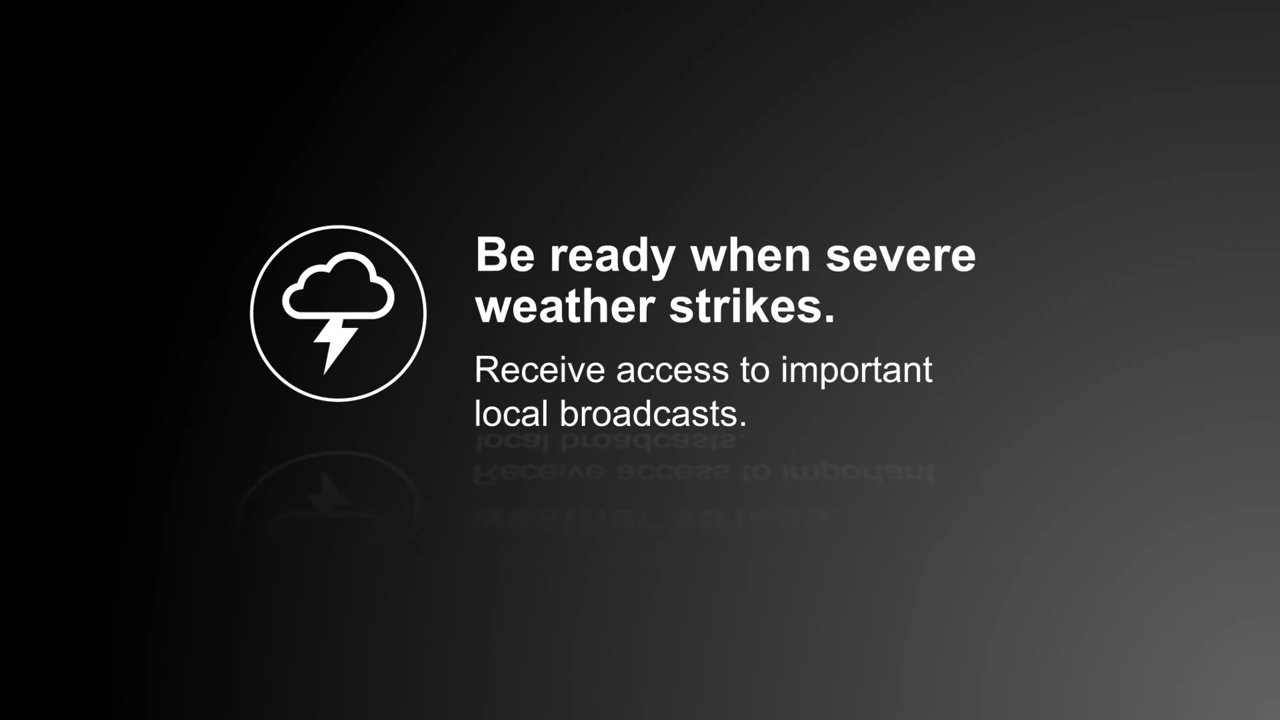 Be ready when severe
weather strikes.
Receive access to important
local broadcasts.